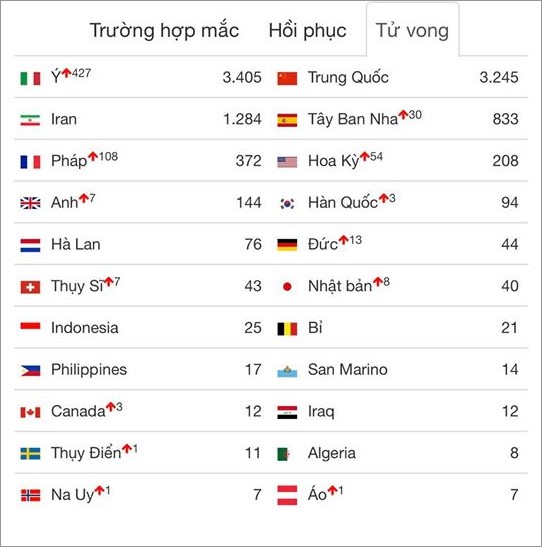 Trường hợp mắc Hồi phục Tử vong
Ý 427 3.405 Trung Quốc 3.245
Iran 1.284 Tây Ban Nha 30 833
Pháp 108 372 Hoa Kỳ 54 208
Anh 7 144 Hàn Quốc 3 94
Hà Lan 76 Đức 13 44
Thụy Sĩ 7 43 Nhật bản 8 40
Indonesia 25 Bỉ 21
Philippines 17 San Marino 14
Canada 3 12 Iraq 12
Thụy Điển 1 11 Algeria 8
Na Uy 1 7 Áo 1 7